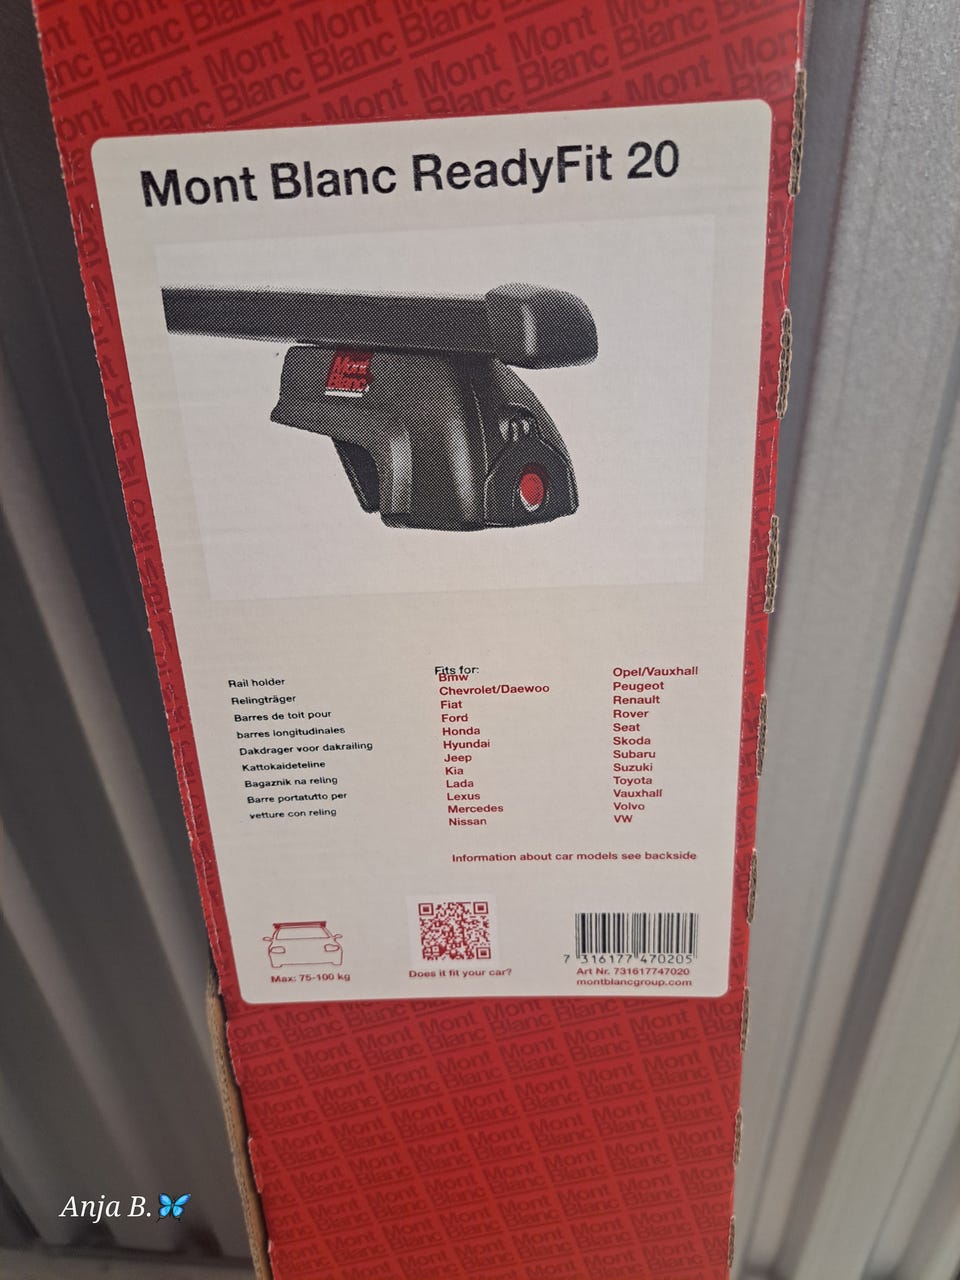 Mont Blanc ReadyFit 20
Mont
Blanc
Rail holder
Relingträger
Barres de toit pour
barres longitudinales
Dakdrager voor dakrailing
Kattokaideteline
Bagaznik na reling
Barre portatutto per
vetture con reling
Fits for:
Bmw
Chevrolet/Daewoo
Fiat
Ford
Honda
Hyundai
Jeep
Kia
Lada
Lexus
Mercedes
Nissan
Opel/Vauxhall
Peugeot
Renault
Rover
Seat
Skoda
Subaru
Suzuki
Toyota
Vauxhall
Volvo
VW
Information about car models see backside
Max: 75-100 kg
Does it fit your car?
7 316177 470205
Art Nr. 731617747020
montblancgroup.com
Anja B.🦋